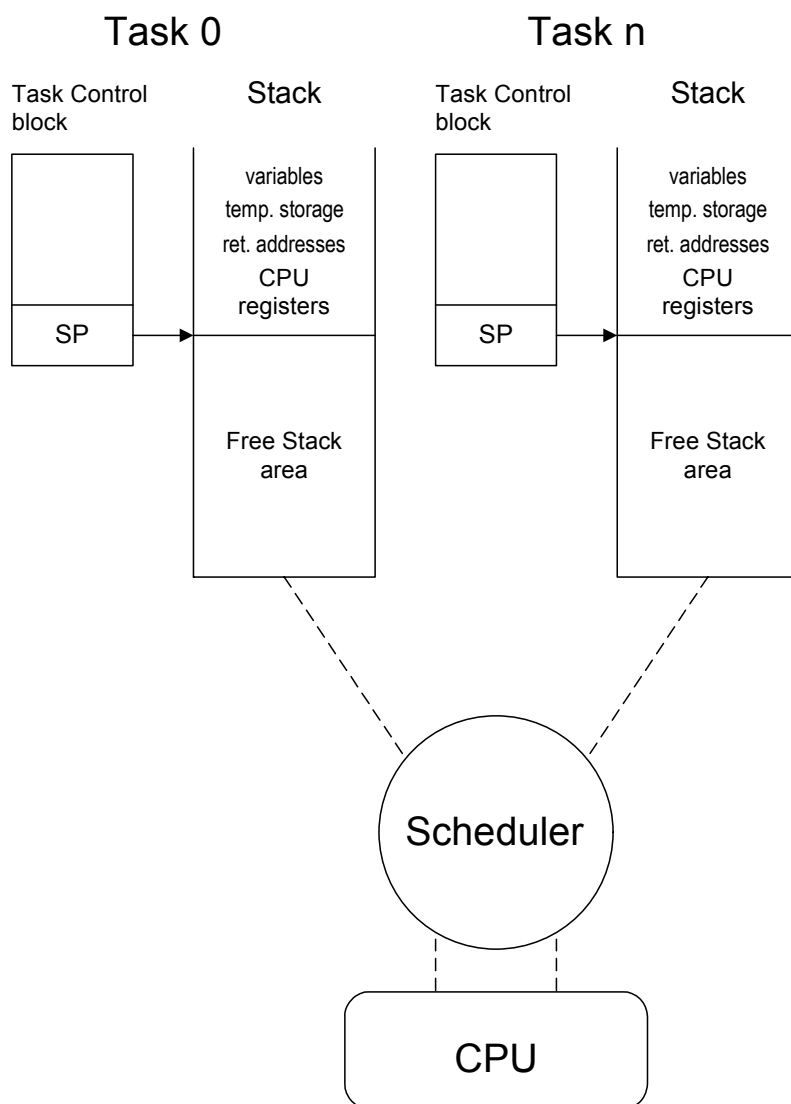 Task 0
Task Control
block
Stack
variables
temp. storage
ret. addresses
CPU
registers
SP
Free Stack
area
Task n
Task Control
block
Stack
variables
temp. storage
ret. addresses
CPU
registers
SP
Free Stack
area
Scheduler
CPU